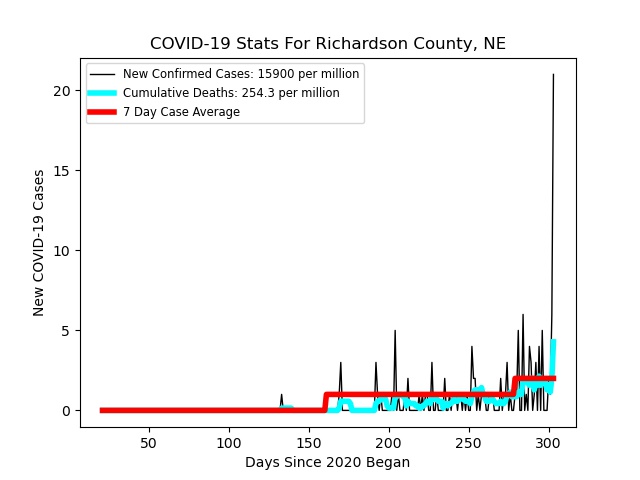 COVID-19 Stats For Richardson County, NE
New Confirmed Cases: 15900 per million
Cumulative Deaths: 254.3 per million
7 Day Case Average
New COVID-19 Cases
20
15
10
5
0
50 100 150 200 250 300
Days Since 2020 Began